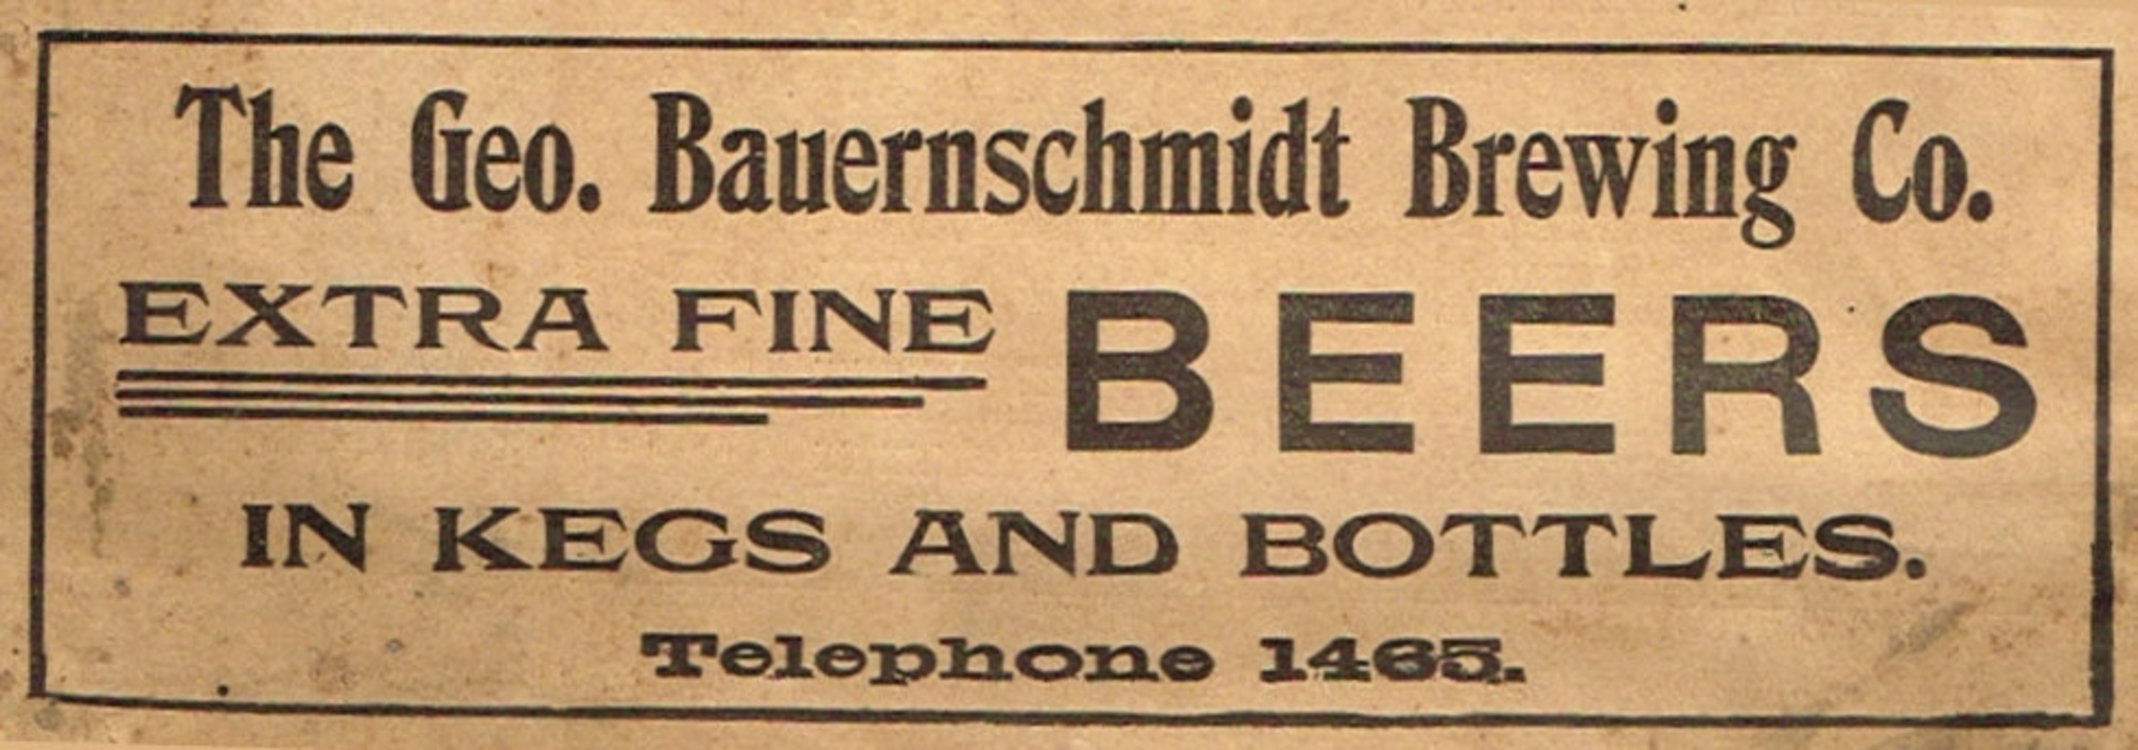 The Geo. Bauernschmidt Brewing Co.
EXTRA FINE BEERS
IN KEGS AND BOTTLES.
Telephone 1465.